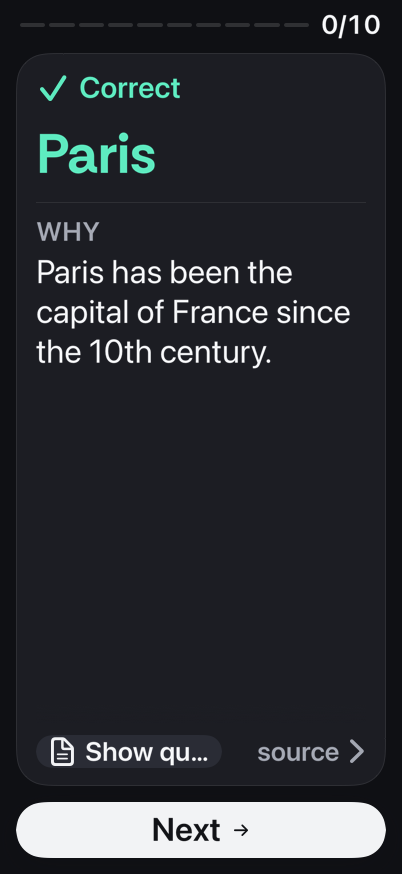 0/10
Correct
Paris
WHY
Paris has been the
capital of France since
the 10th century.
Show qu...
source
Next →